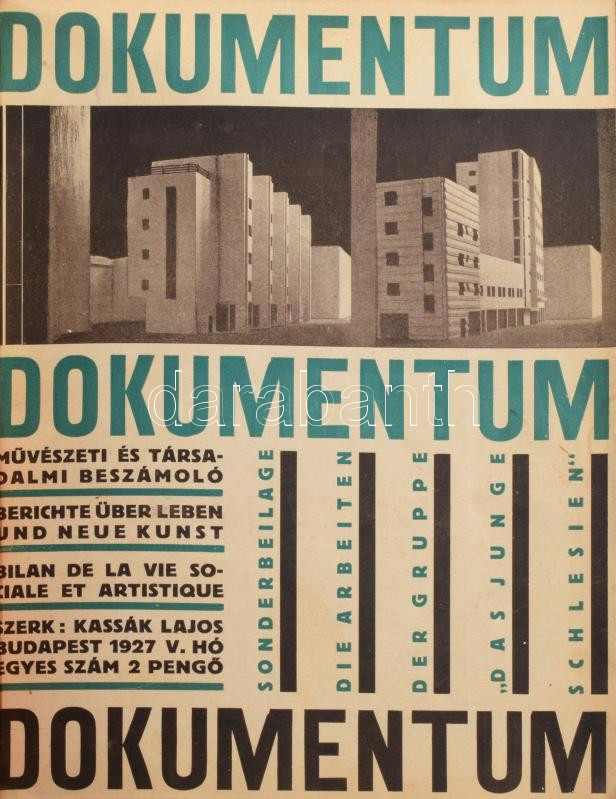 DOKUMENTUM
DOKUMENTUM
darabanth
MŰVÉSZETI ÉS TÁRSA-
DALMI BESZÁMOLÓ
BERICHTE ÜBER LEBEN
UND NEUE KUNST
BILAN DE LA VIE SO-
CIALE ET ARTISTIQUE
SZERK: KASSÁK LAJOS
BUDAPEST 1927 V. HÓ
EGYES SZÁM 2 PENGŐ
SONDERBEILAGE
DIE ARBEITEN
DER GRUPPE
„DAS JUNGE
SCHLESIEN"
DOKUMENTUM